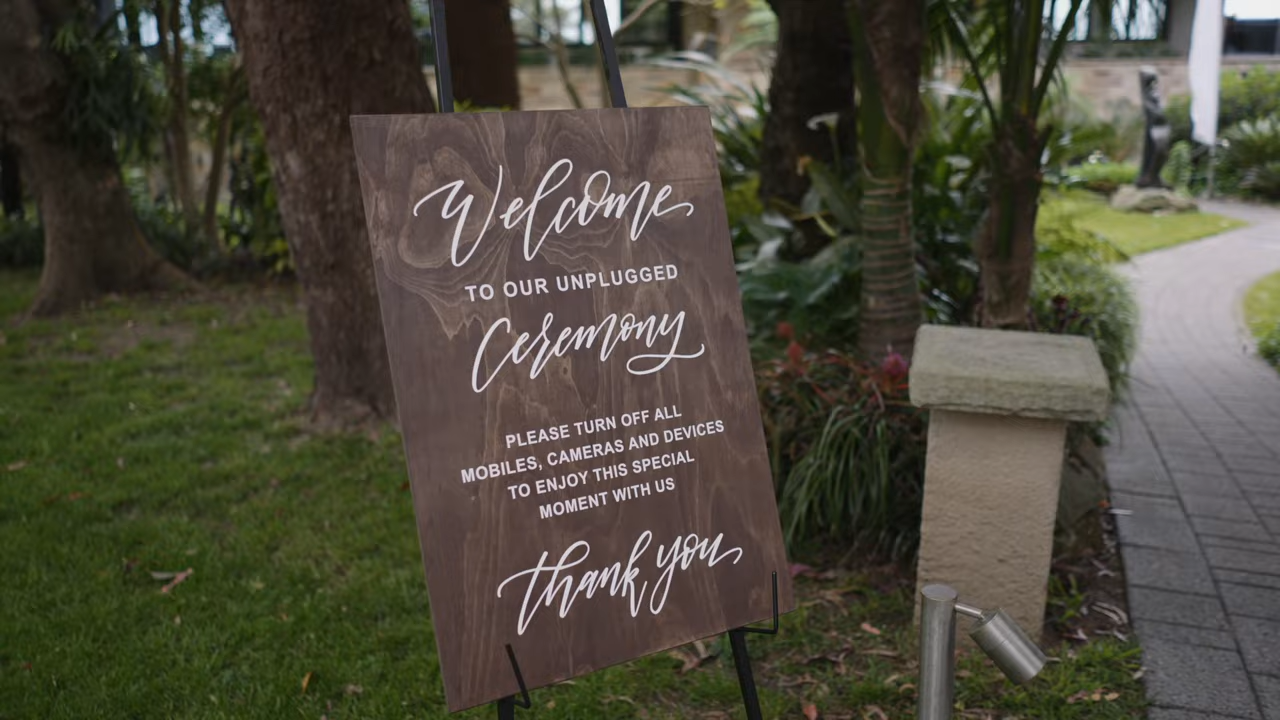 Welcome
TO OUR UNPLUGGED
Ceremony
PLEASE TURN OFF ALL
MOBILES, CAMERAS AND DEVICES
TO ENJOY THIS SPECIAL
MOMENT WITH US
thank you